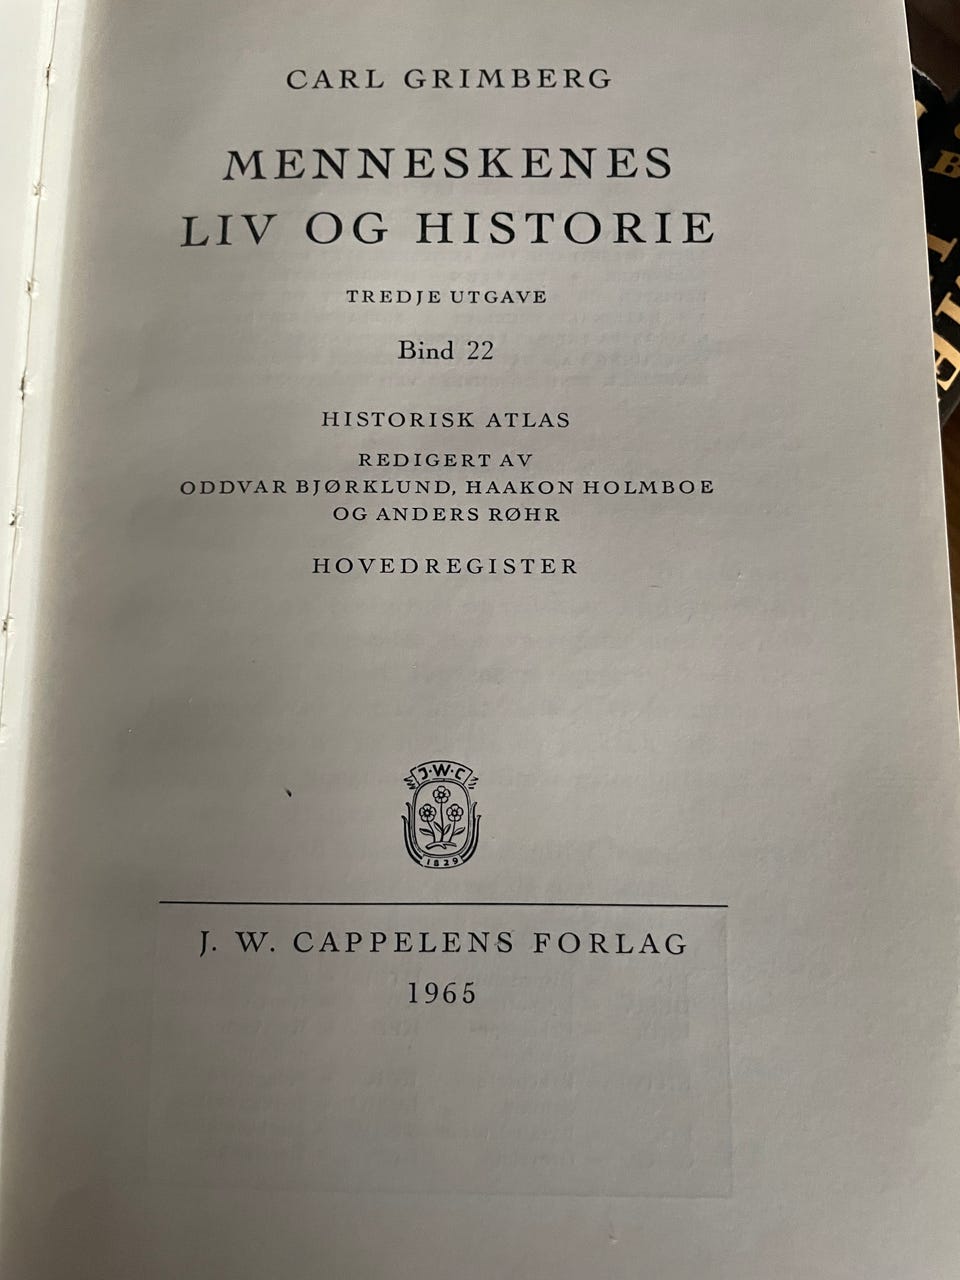 CARL GRIMBERG
MENNESKENES
LIV OG HISTORIE
TREDJE UTGAVE
Bind 22
HISTORISK ATLAS
REDIGERT AV
ODDVAR BJØRKLUND, HAAKON HOLMBOE
OG ANDERS RØHR
HOVEDREGISTER
J·W·C
1829
J. W. CAPPELENS FORLAG
1965